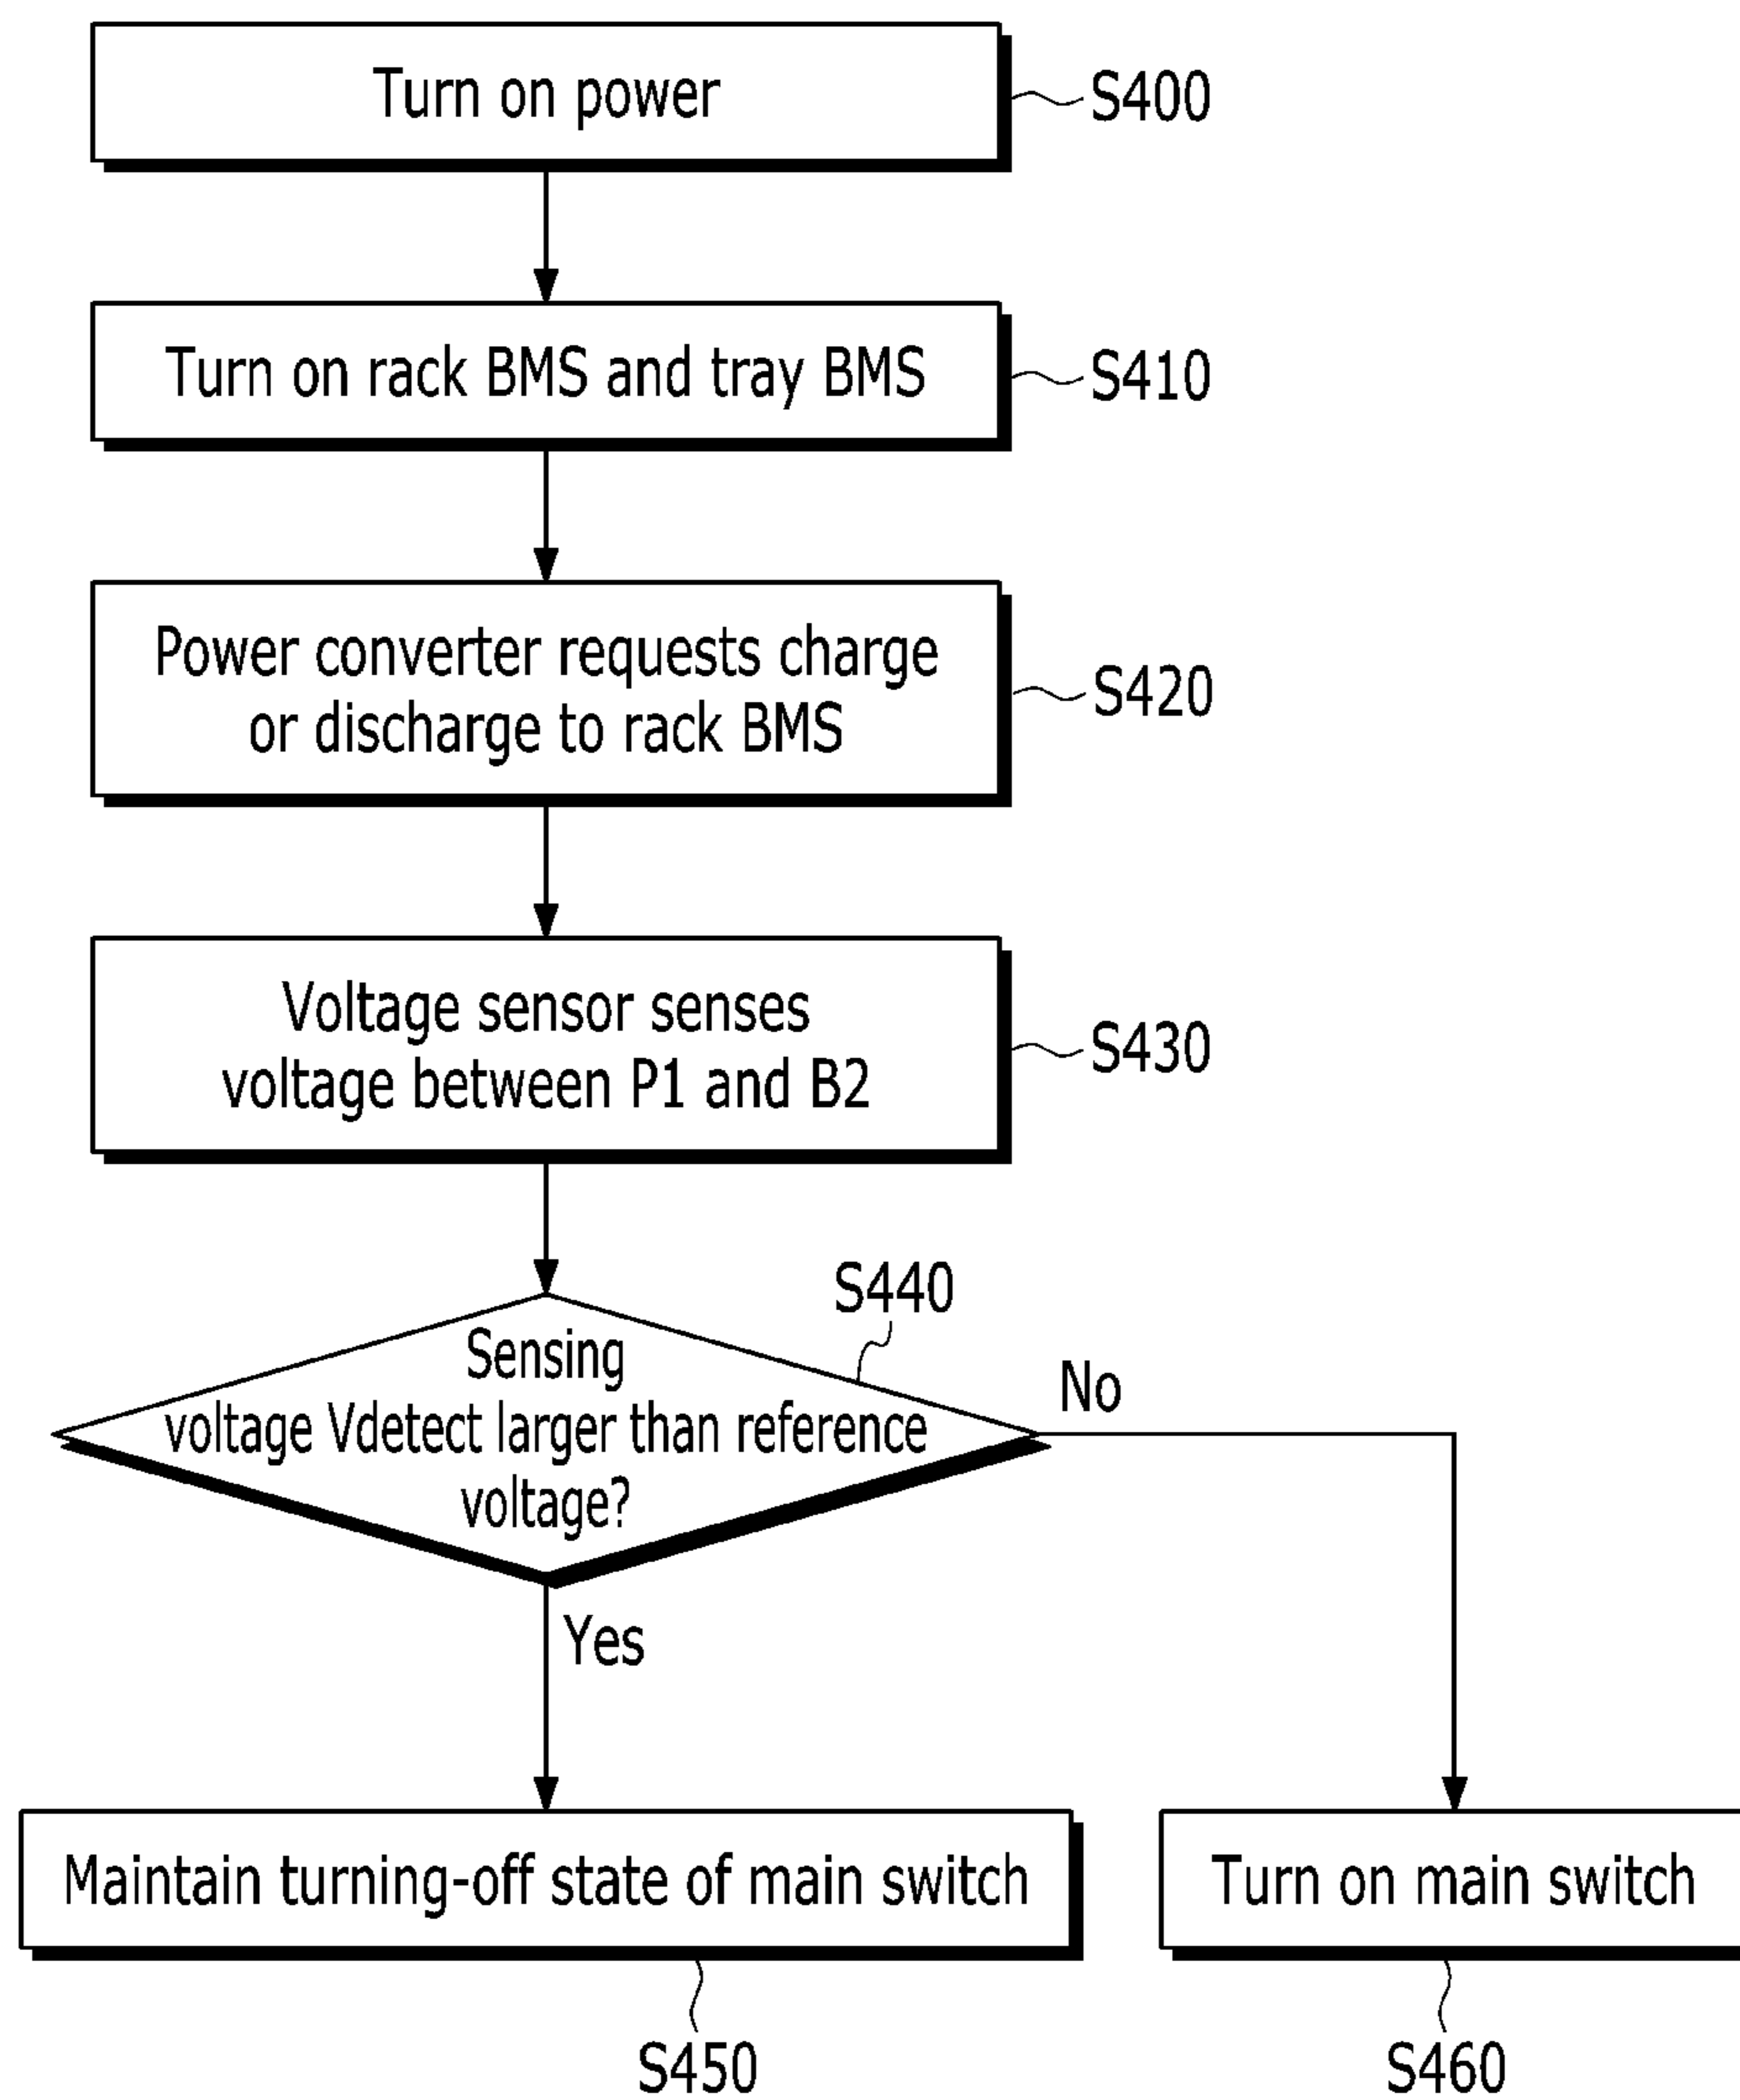 Turn on power
S400
Turn on rack BMS and tray BMS
S410
Power converter requests charge
or discharge to rack BMS
S420
Voltage sensor senses
voltage between P1 and B2
S430
S440
Sensing
voltage Vdetect larger than reference
voltage?
No
Yes
Maintain turning-off state of main switch
Turn on main switch
S450
S460